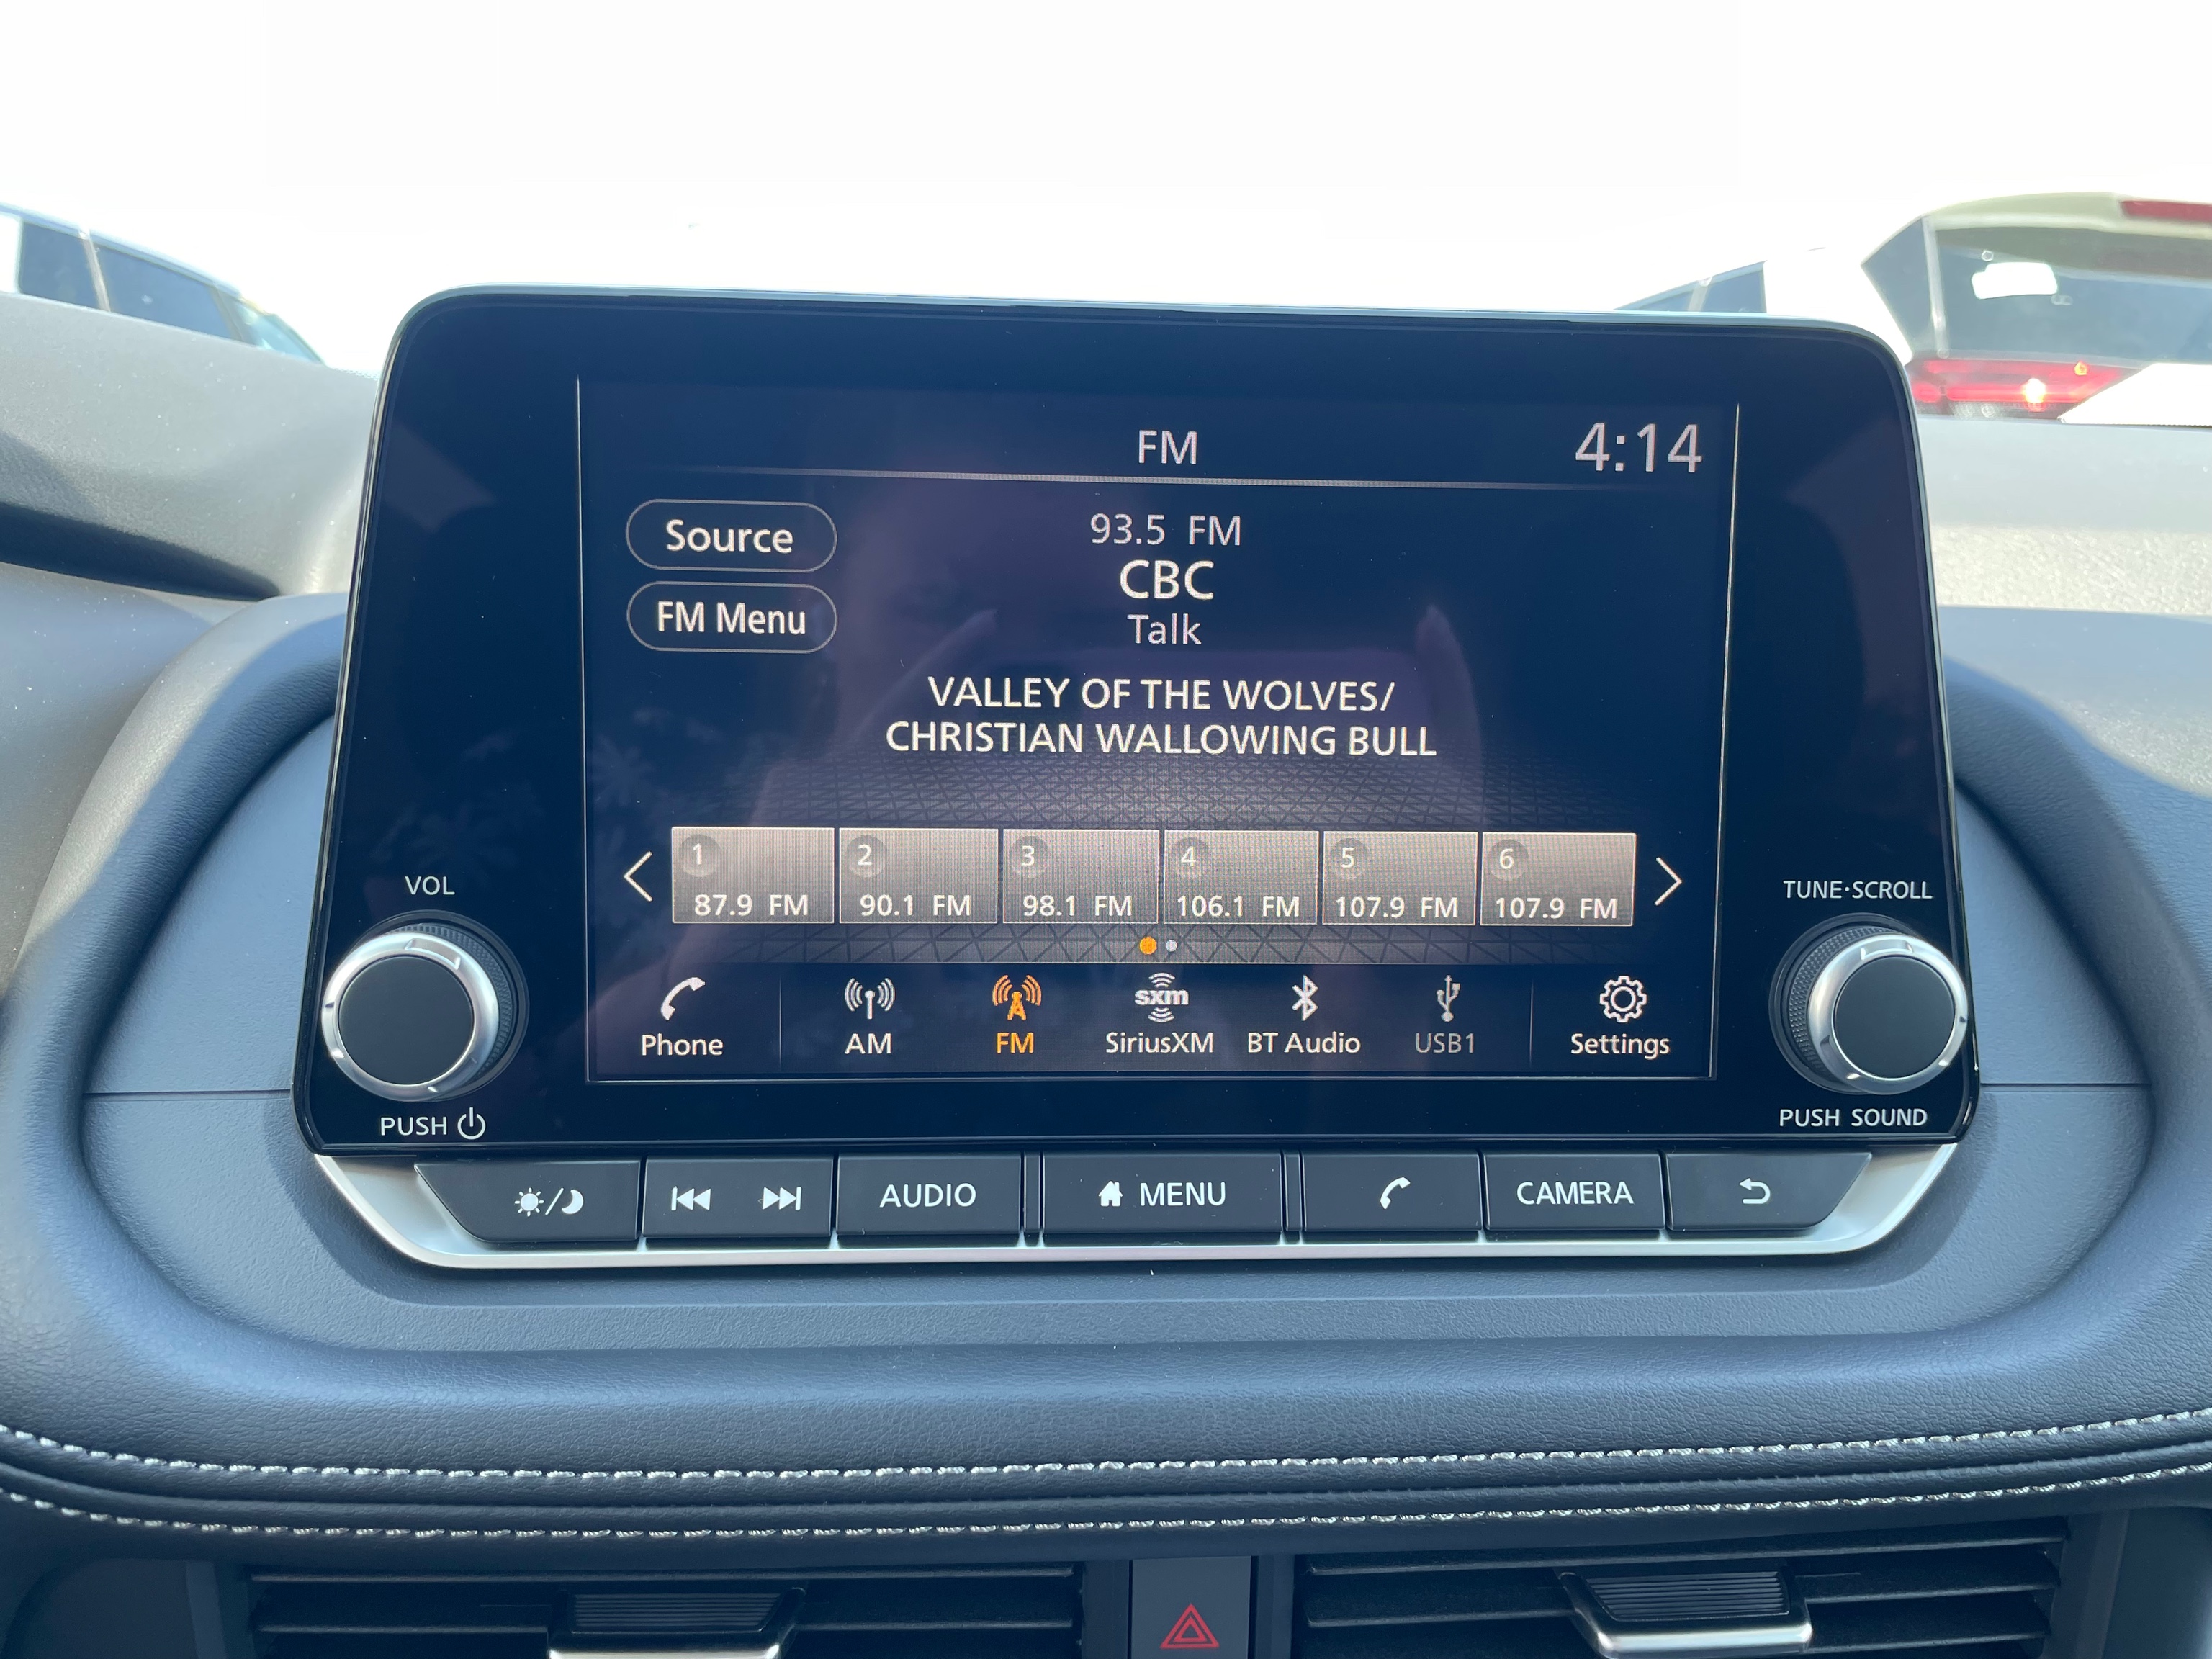 FM
4:14
Source
93.5 FM
CBC
FM Menu
Talk
VALLEY OF THE WOLVES/
CHRISTIAN WALLOWING BULL
1 2 3 4 5 6
87.9 FM 90.1 FM 98.1 FM 106.1 FM 107.9 FM 107.9 FM
VOL
TUNE·SCROLL
sxm
Phone AM FM SiriusXM BT Audio USB1 Settings
PUSH
PUSH SOUND
AUDIO MENU CAMERA